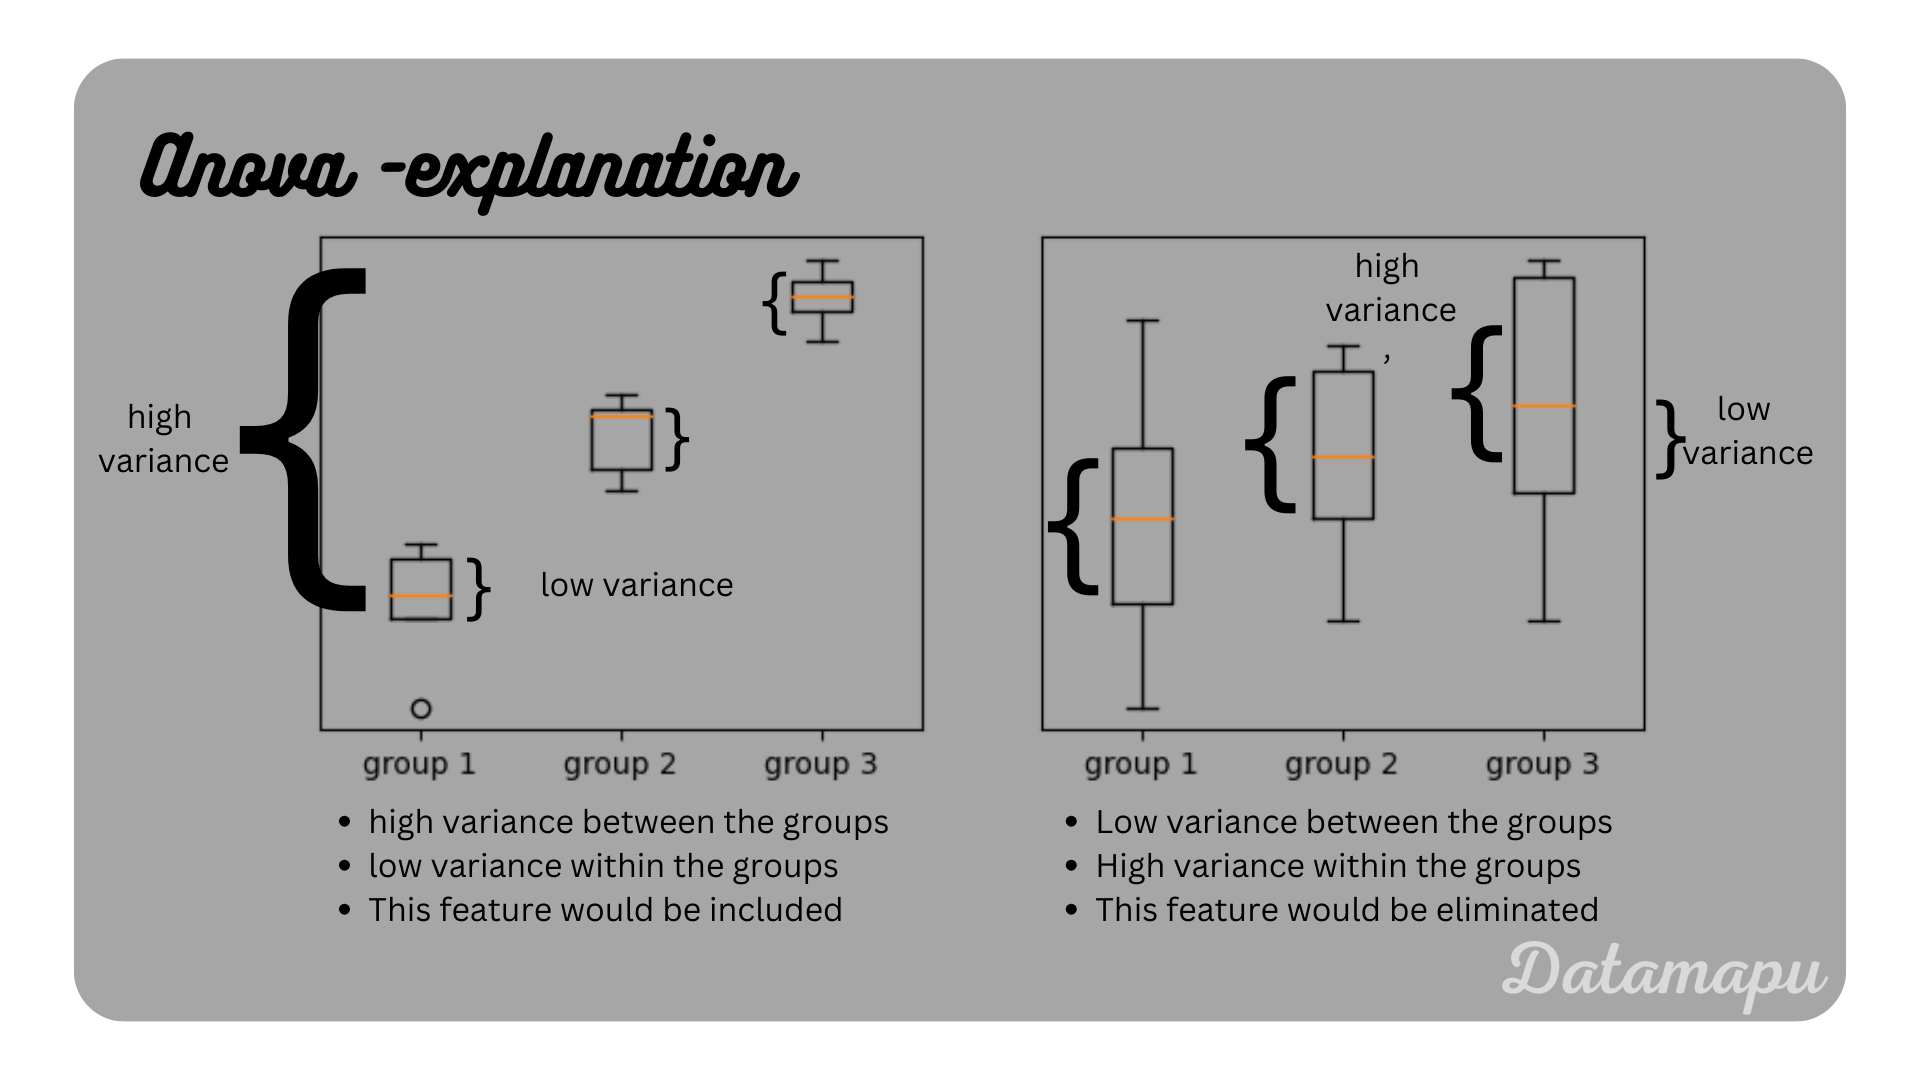 Anova -explanation
high
variance
low variance
group 1
group 2
group 3
high variance between the groups
low variance within the groups
This feature would be included
high
variance
,
low
variance
group 1
group 2
group 3
Low variance between the groups
High variance within the groups
This feature would be eliminated
Datamapu